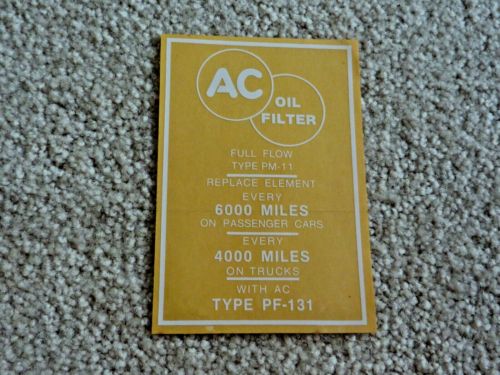 AC
OIL
FILTER
FULL FLOW
TYPE PM-11
REPLACE ELEMENT
EVERY
6000 MILES
ON PASSENGER CARS
EVERY
4000 MILES
ON TRUCKS
WITH AC
TYPE PF-131